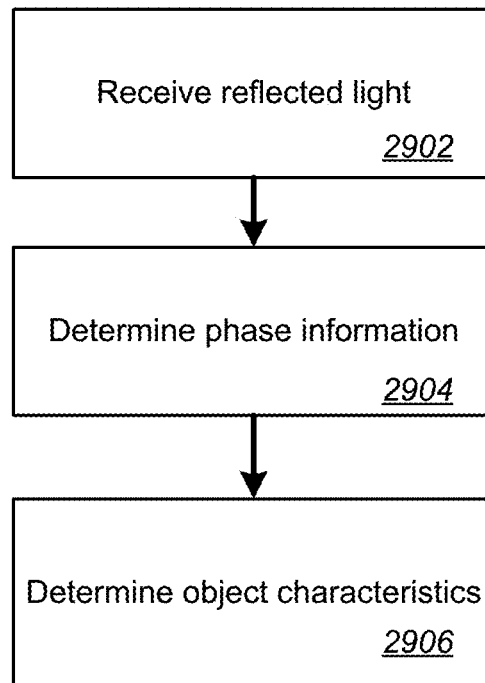 Receive reflected light
2902
Determine phase information
2904
Determine object characteristics
2906